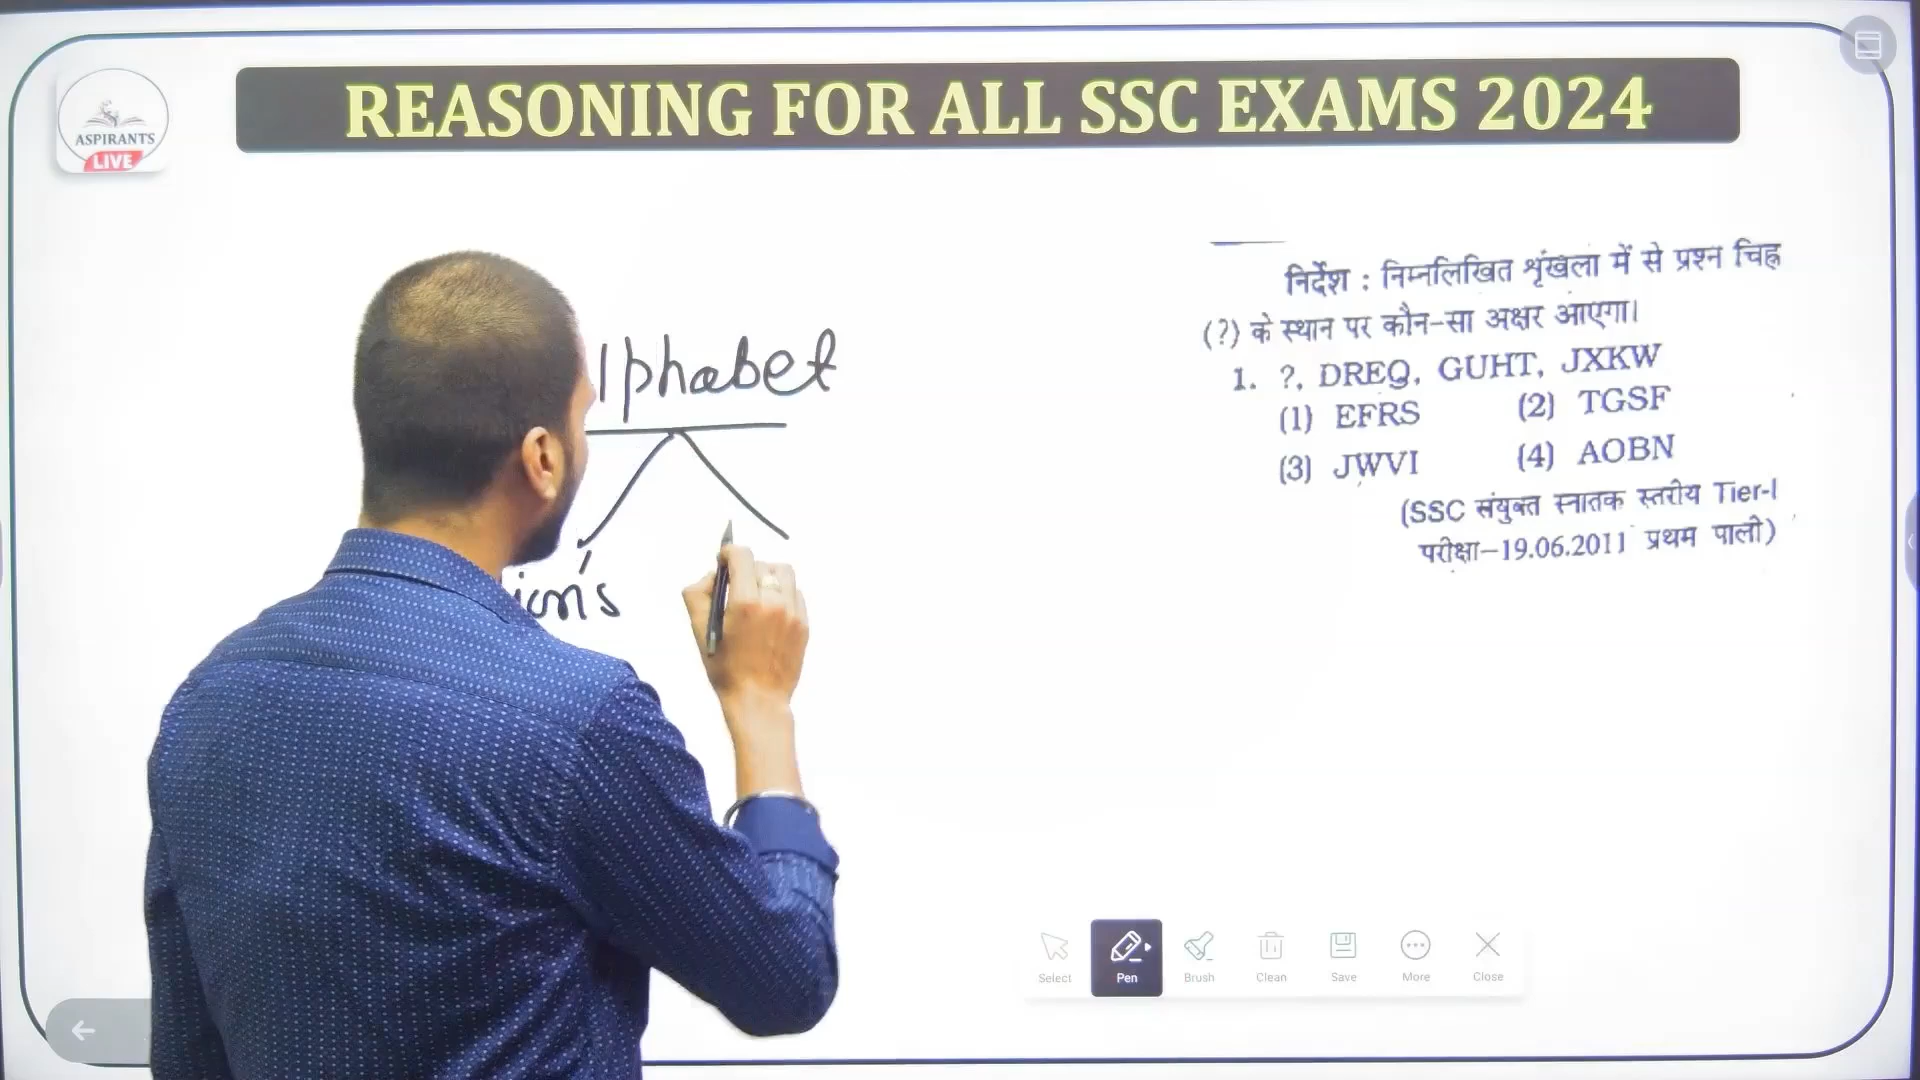 REASONING FOR ALL SSC EXAMS 2024
ASPIRANTS
LIVE
lphabet
निर्देश : निम्नलिखित शृंखला में से प्रश्न चिह्न
(?) के स्थान पर कौन-सा अक्षर आएगा।
1. ?, DREQ, GUHT, JXKW
(1) EFRS (2) TGSF
(3) JWVI (4) AOBN
(SSC संयुक्त स्नातक स्तरीय Tier-I
परीक्षा–19.06.2011 प्रथम पाली)
Select Pen Brush Clean Save More Close